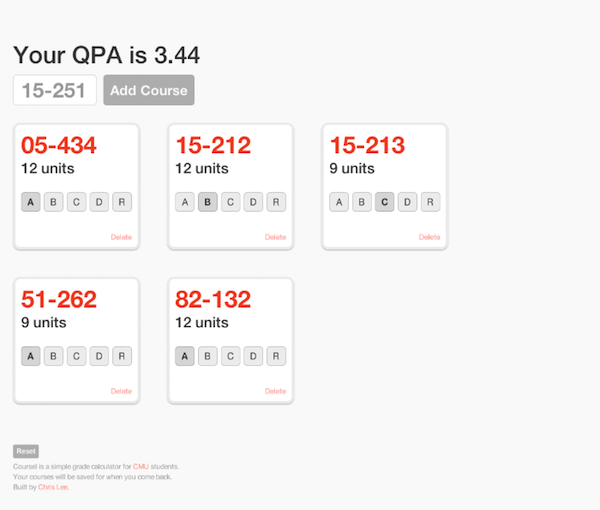 Your QPA is 3.44
15-251 Add Course
05-434
12 units
A B C D R
Delete
15-212
12 units
A B C D R
Delete
15-213
9 units
A B C D R
Delete
51-262
9 units
A B C D R
Delete
82-132
12 units
A B C D R
Delete
Reset
Coursel is a simple grade calculator for CMU students.
Your courses will be saved for when you come back.
Built by Chris Lee.